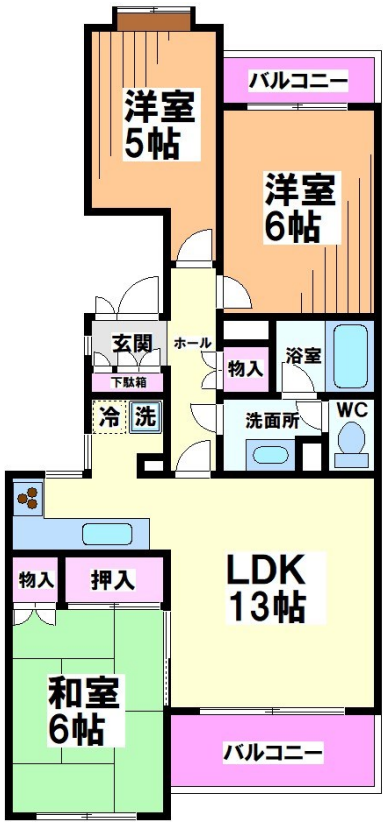 洋室
5帖
バルコニー
洋室
6帖
玄関
ホール
下駄箱
物入
浴室
冷
洗
洗面所
WC
LDK
13帖
物入
押入
和室
6帖
バルコニー